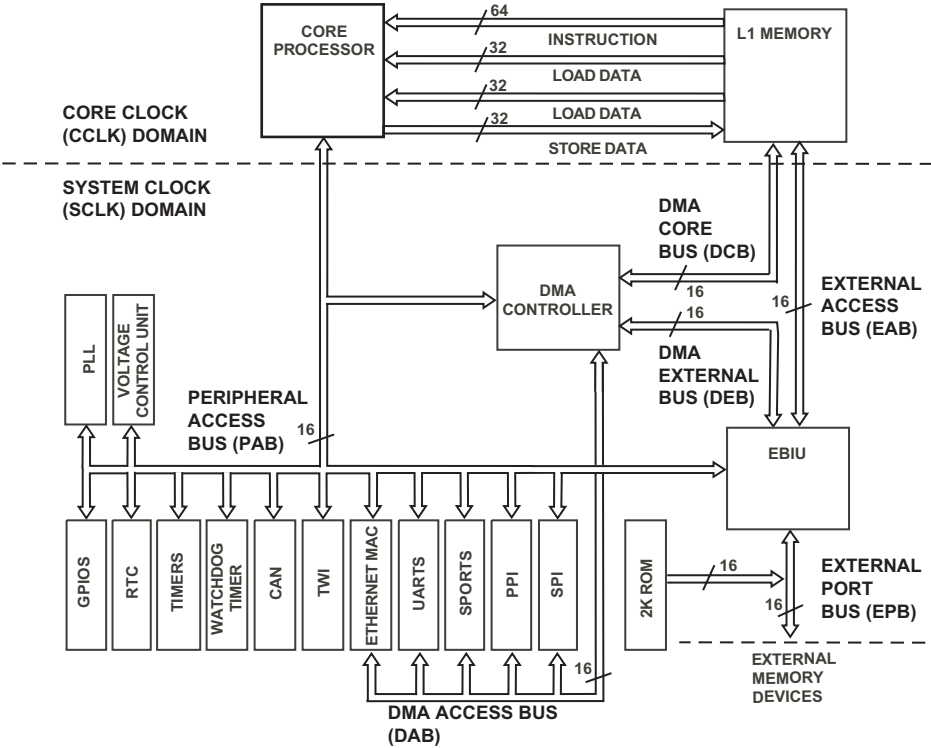 CORE
PROCESSOR
64
INSTRUCTION
32
LOAD DATA
32
LOAD DATA
32
STORE DATA
L1 MEMORY
CORE CLOCK
(CCLK) DOMAIN
SYSTEM CLOCK
(SCLK) DOMAIN
DMA
CORE
BUS (DCB)
16
DMA
CONTROLLER
16
DMA
EXTERNAL
BUS (DEB)
16
EXTERNAL
ACCESS
BUS (EAB)
PLL
VOLTAGE
CONTROL UNIT
PERIPHERAL
ACCESS
BUS (PAB)
16
EBIU
GPIOS
RTC
TIMERS
WATCHDOG
TIMER
CAN
TWI
ETHERNET MAC
UARTS
SPORTS
PPI
SPI
2K ROM
16
16
EXTERNAL
PORT
BUS (EPB)
EXTERNAL
MEMORY
DEVICES
16
DMA ACCESS BUS
(DAB)